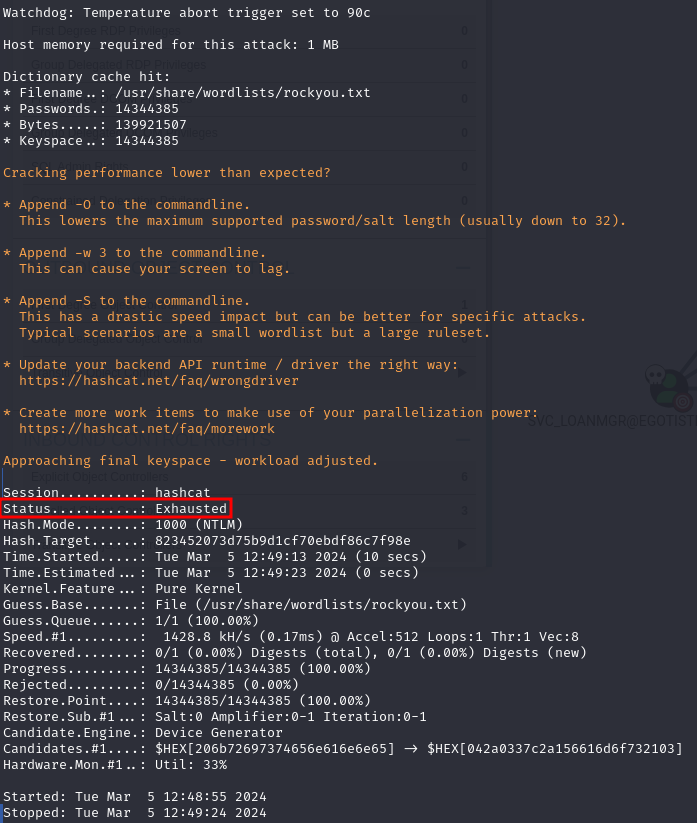 Watchdog: Temperature abort trigger set to 90c
Host memory required for this attack: 1 MB
Dictionary cache hit:
* Filename..: /usr/share/wordlists/rockyou.txt
* Passwords.: 14344385
* Bytes.....: 139921507
* Keyspace..: 14344385
Cracking performance lower than expected?
* Append -O to the commandline.
This lowers the maximum supported password/salt length (usually down to 32).
* Append -w 3 to the commandline.
This can cause your screen to lag.
* Append -S to the commandline.
This has a drastic speed impact but can be better for specific attacks.
Typical scenarios are a small wordlist but a large ruleset.
* Update your backend API runtime / driver the right way:
https://hashcat.net/faq/wrongdriver
* Create more work items to make use of your parallelization power:
https://hashcat.net/faq/morework
SVC_LOANMGR@EGOTIST
Approaching final keyspace - workload adjusted.
Session..........: hashcat
Status...........: Exhausted
Hash.Mode........: 1000 (NTLM)
Hash.Target......: 823452073d75b9d1cf70ebdf86c7f98e
Time.Started.....: Tue Mar  5 12:49:13 2024 (10 secs)
Time.Estimated...: Tue Mar  5 12:49:23 2024 (0 secs)
Kernel.Feature...: Pure Kernel
Guess.Base.......: File (/usr/share/wordlists/rockyou.txt)
Guess.Queue......: 1/1 (100.00%)
Speed.#1.........:  1428.8 kH/s (0.17ms) @ Accel:512 Loops:1 Thr:1 Vec:8
Recovered........: 0/1 (0.00%) Digests (total), 0/1 (0.00%) Digests (new)
Progress.........: 14344385/14344385 (100.00%)
Rejected.........: 0/14344385 (0.00%)
Restore.Point....: 14344385/14344385 (100.00%)
Restore.Sub.#1...: Salt:0 Amplifier:0-1 Iteration:0-1
Candidate.Engine.: Device Generator
Candidates.#1....: $HEX[206b72697374656e616e6e65] -> $HEX[042a0337c2a156616d6f732103]
Hardware.Mon.#1..: Util: 33%
Started: Tue Mar  5 12:48:55 2024
Stopped: Tue Mar  5 12:49:24 2024